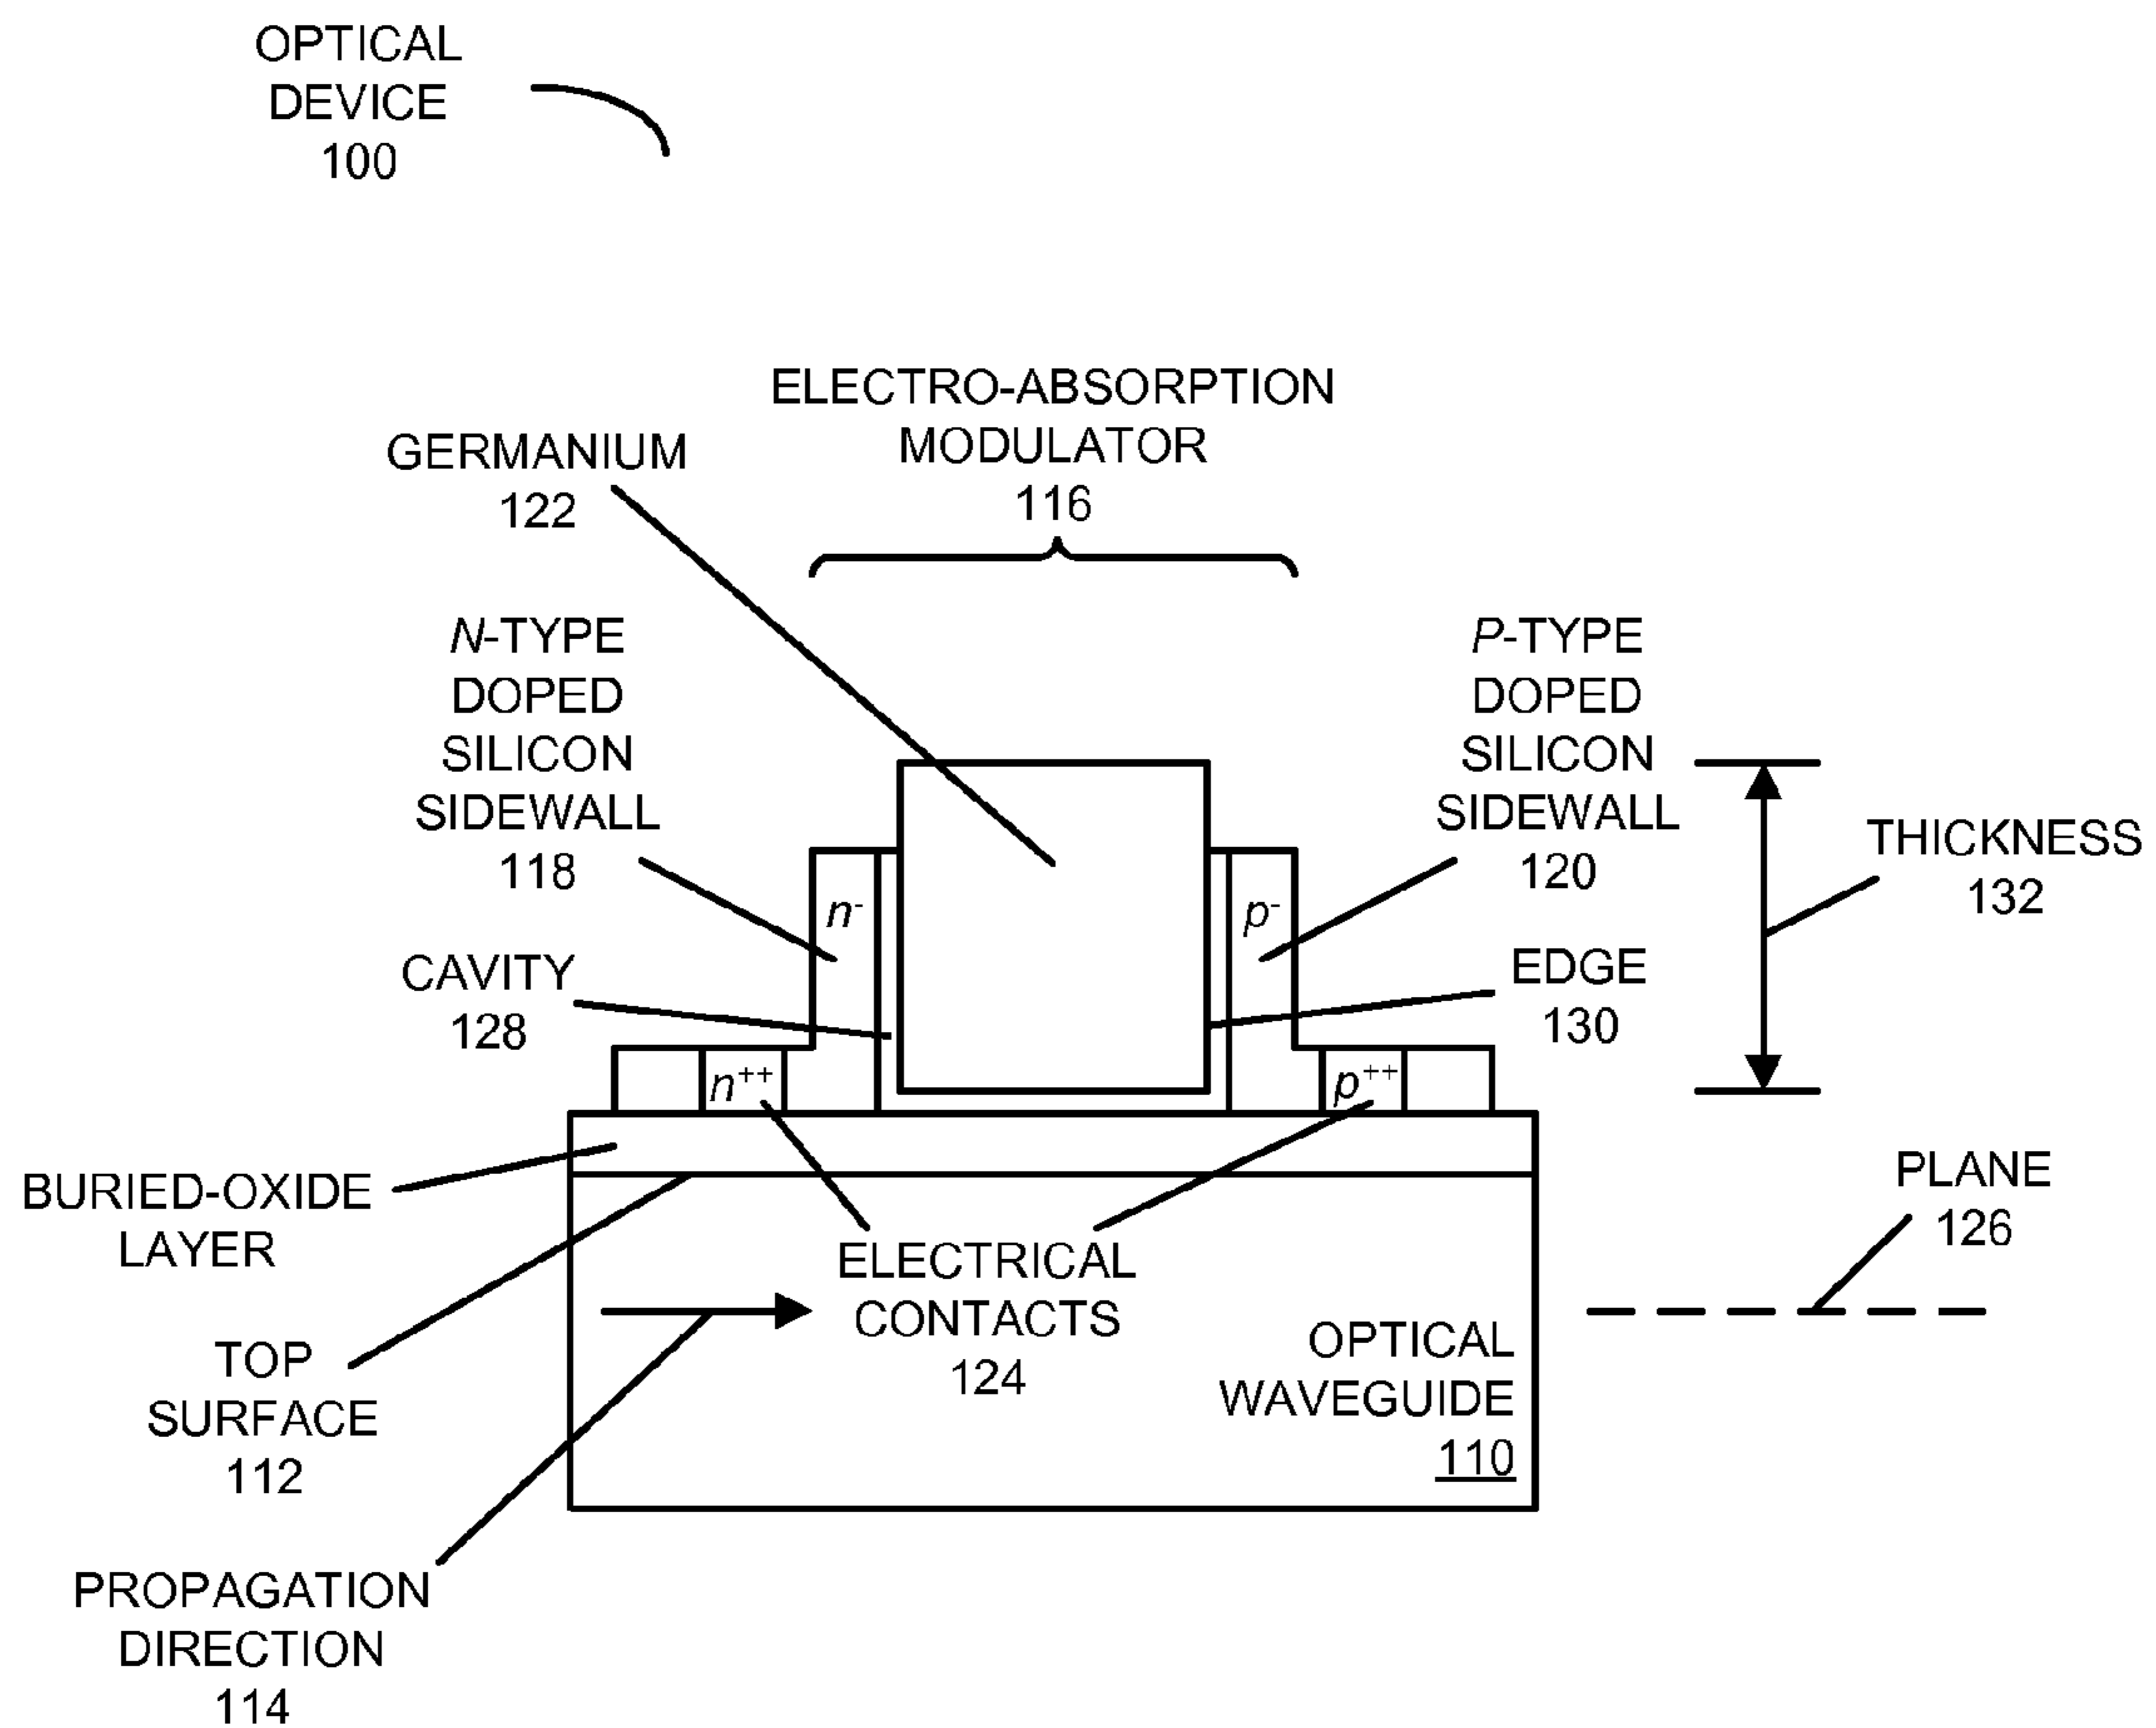 OPTICAL
DEVICE
100
ELECTRO-ABSORPTION
MODULATOR
116
GERMANIUM
122
N-TYPE
DOPED
SILICON
SIDEWALL
118
P-TYPE
DOPED
SILICON
SIDEWALL
120
THICKNESS
132
n-
p-
CAVITY
128
EDGE
130
n++
p++
BURIED-OXIDE
LAYER
PLANE
126
ELECTRICAL
CONTACTS
124
TOP
SURFACE
112
OPTICAL
WAVEGUIDE
110
PROPAGATION
DIRECTION
114